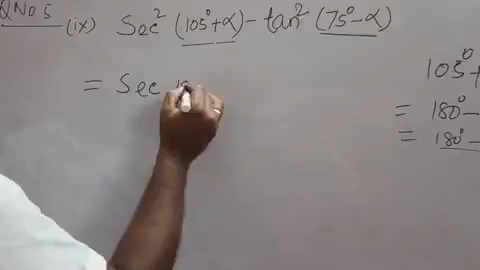 QNo 5
(ix) Sec² (105°+α) - tan² (75°-α)
= Sec
105°+
= 180°-
= 180°-